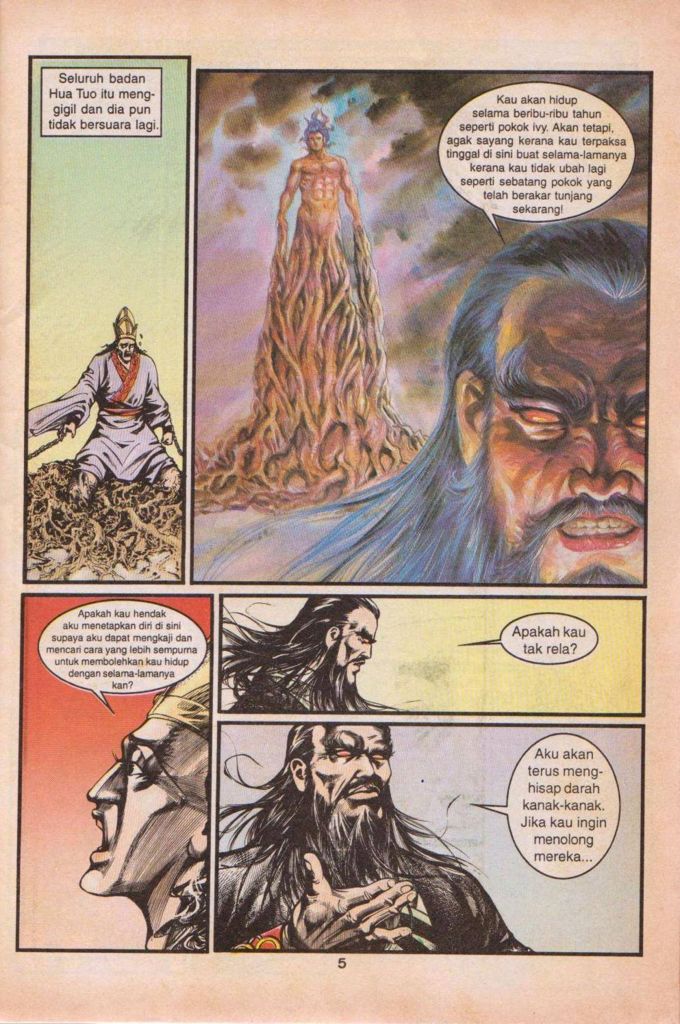 Seluruh badan
Hua Tuo itu meng-
gigil dan dia pun
tidak bersuara lagi.
Kau akan hidup
selama beribu-ribu tahun
seperti pokok ivy. Akan tetapi,
agak sayang kerana kau terpaksa
tinggal di sini buat selama-lamanya
kerana kau tidak ubah lagi
seperti sebatang pokok yang
telah berakar tunjang
sekarang!
Apakah kau hendak
aku menetapkan diri di sini
supaya aku dapat mengkaji dan
mencari cara yang lebih sempurna
untuk membolehkan kau hidup
dengan selama-lamanya
kan?
Apakah kau
tak rela?
Aku akan
terus meng-
hisap darah
kanak-kanak.
Jika kau ingin
menolong
mereka...
5